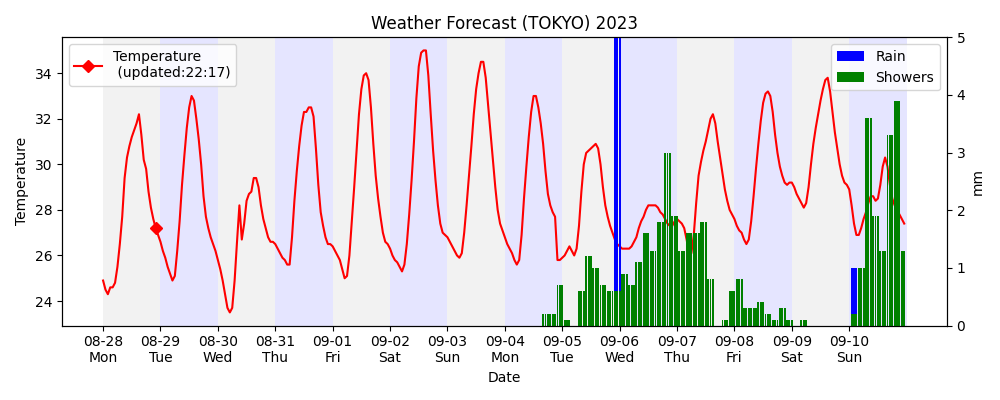 Weather Forecast (TOKYO) 2023
Temperature
(updated:22:17)
Rain
Showers
Temperature
34
32
30
28
26
24
5
4
3
2
1
0
mm
08-28 08-29 08-30 08-31 09-01 09-02 09-03 09-04 09-05 09-06 09-07 09-08 09-09 09-10
Mon Tue Wed Thu Fri Sat Sun Mon Tue Wed Thu Fri Sat Sun
Date